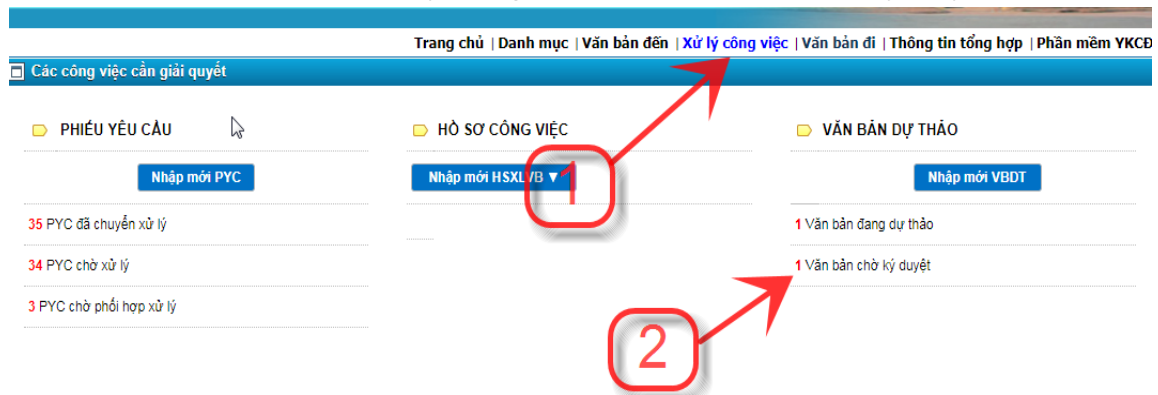 Trang chủ | Danh mục | Văn bản đến | Xử lý công việc | Văn bản đi | Thông tin tổng hợp | Phần mềm YKCĐ
Các công việc cần giải quyết
PHIẾU YÊU CẦU
Nhập mới PYC
35 PYC đã chuyển xử lý
34 PYC chờ xử lý
3 PYC chờ phối hợp xử lý
HỒ SƠ CÔNG VIỆC
Nhập mới HSXLVB ▼
1
VĂN BẢN DỰ THẢO
Nhập mới VBDT
1 Văn bản đang dự thảo
1 Văn bản chờ ký duyệt
2